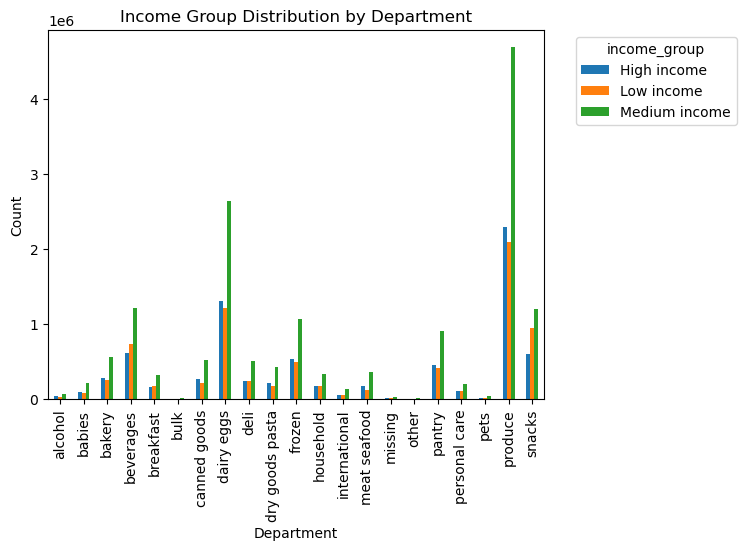 Income Group Distribution by Department
1e6
income_group
High income
Low income
Medium income
Count
4
3
2
1
0
alcohol
babies
bakery
beverages
breakfast
bulk
canned goods
dairy eggs
deli
dry goods pasta
frozen
household
international
meat seafood
missing
other
pantry
personal care
pets
produce
snacks
Department